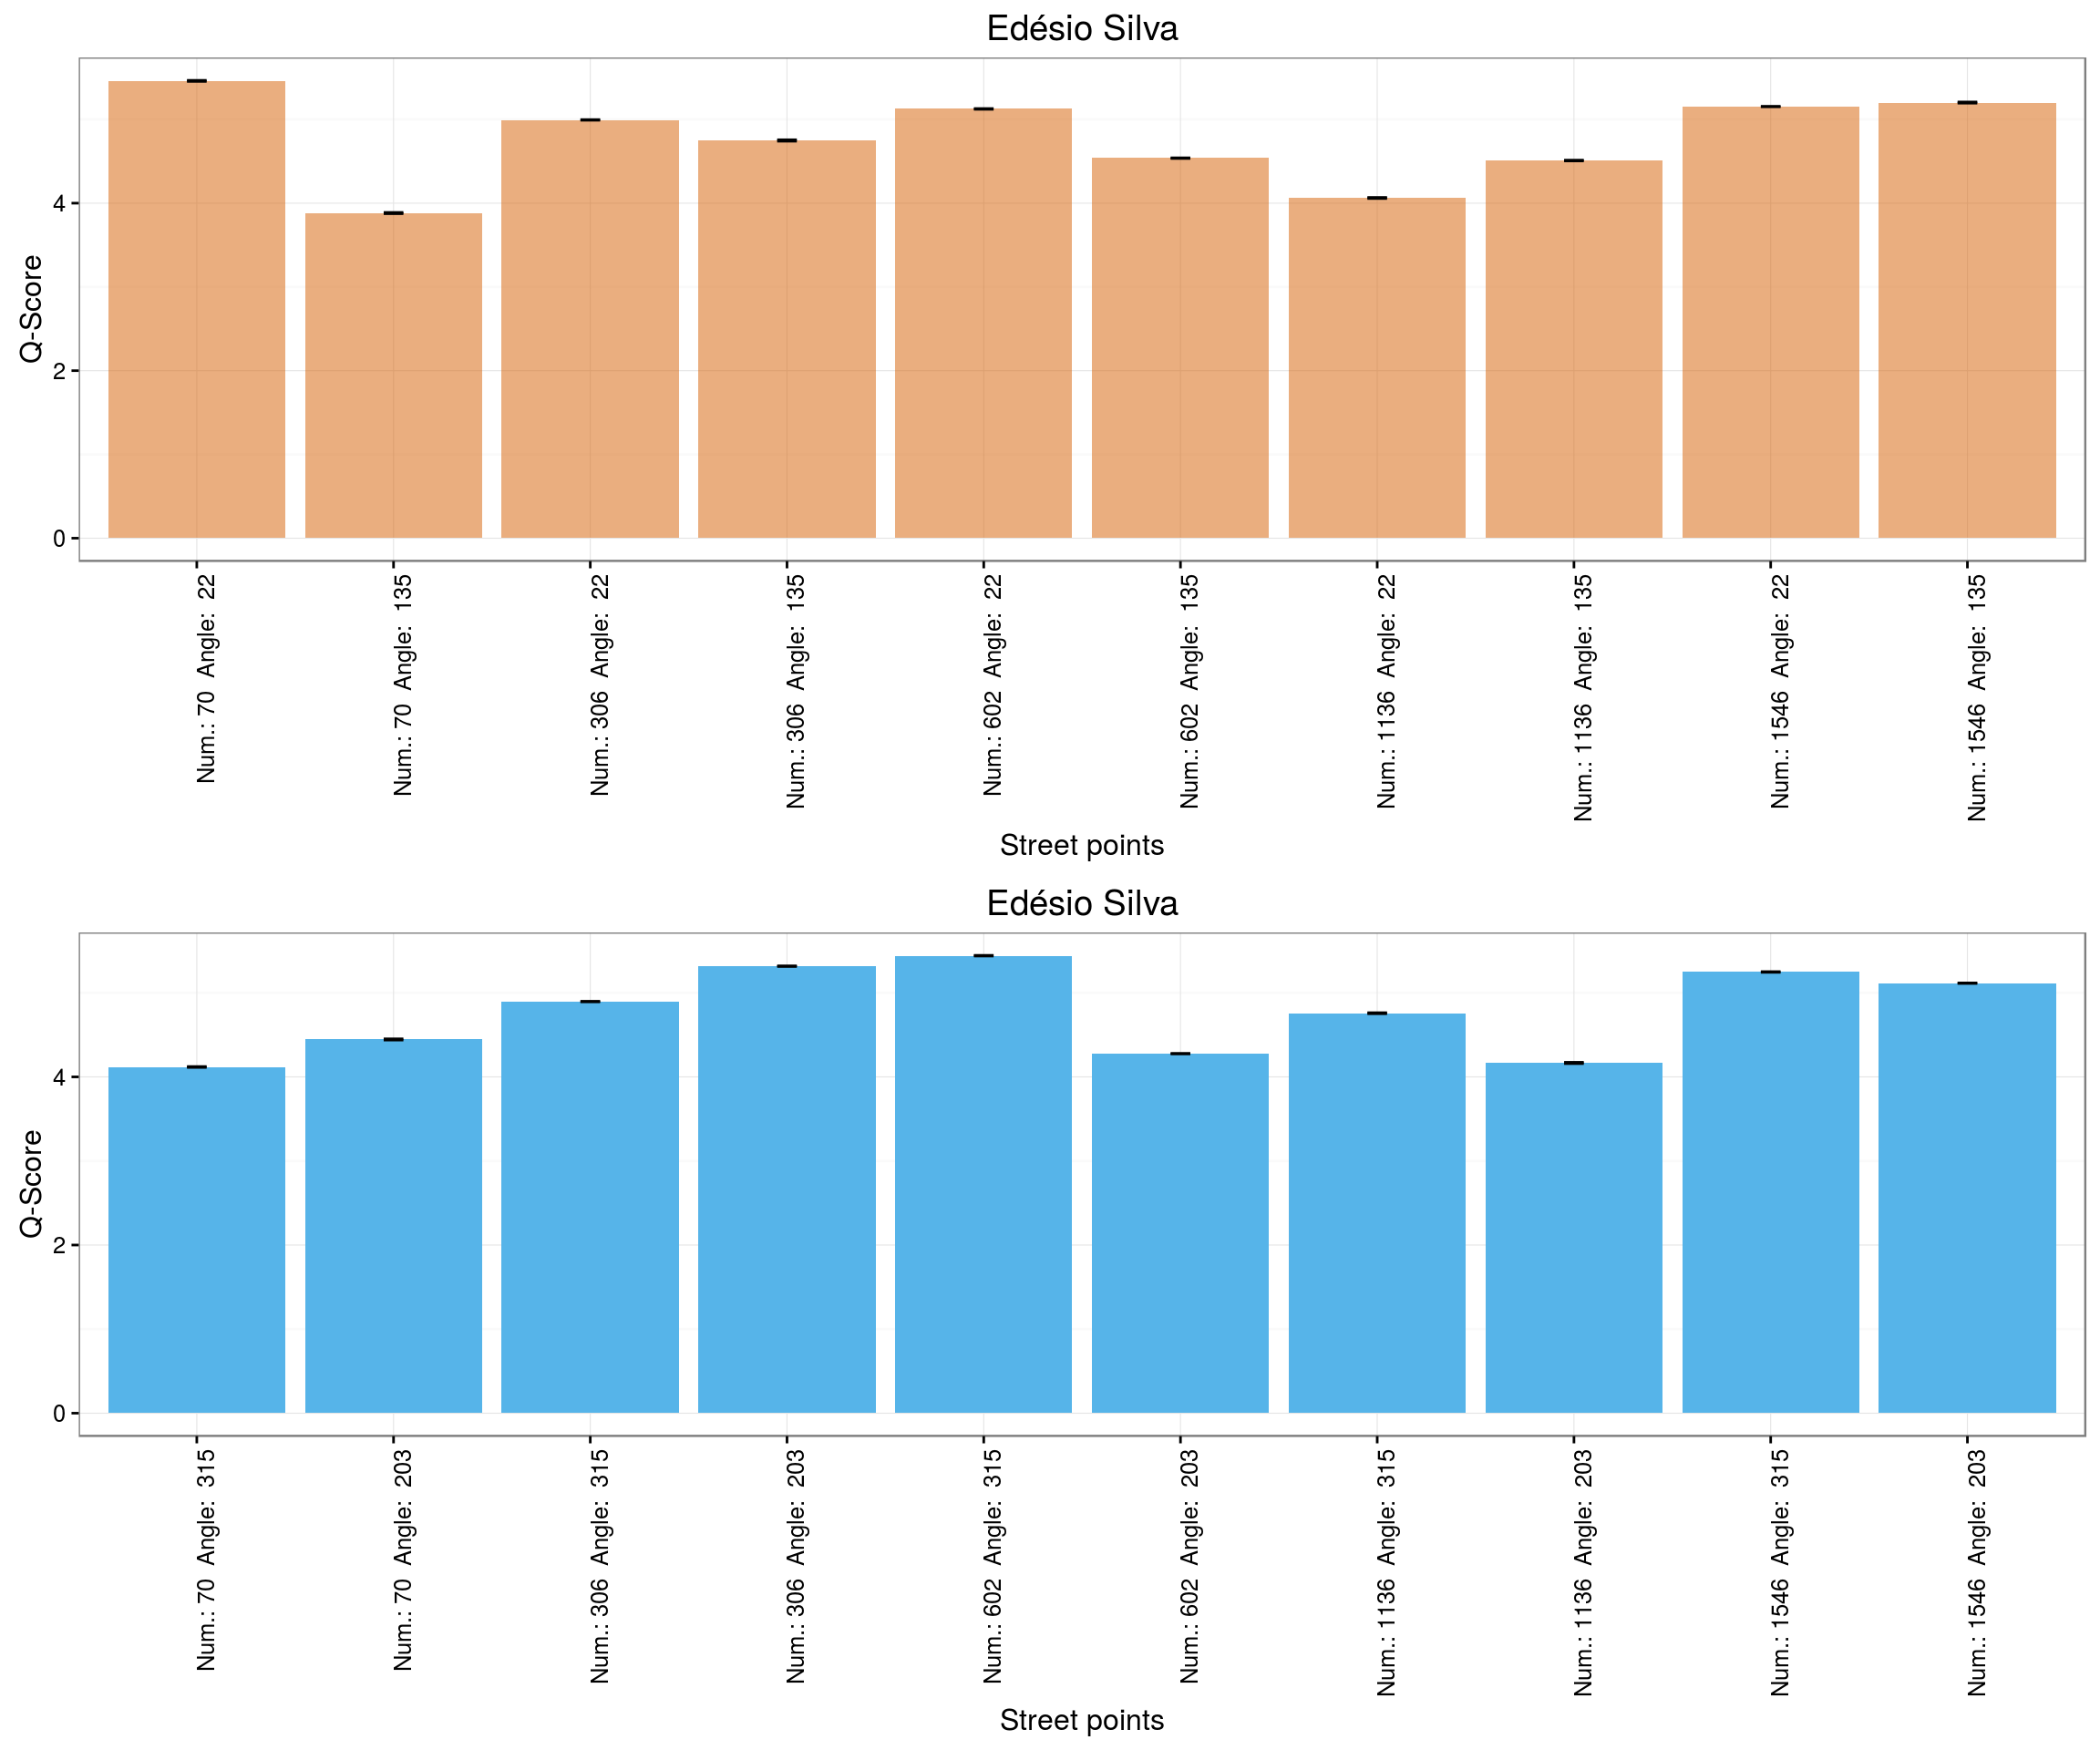 Edésio Silva
Q-Score
4
2
0
Num.: 70 Angle: 22
Num.: 70 Angle: 135
Num.: 306 Angle: 22
Num.: 306 Angle: 135
Num.: 602 Angle: 22
Num.: 602 Angle: 135
Num.: 1136 Angle: 22
Num.: 1136 Angle: 135
Num.: 1546 Angle: 22
Num.: 1546 Angle: 135
Street points
Edésio Silva
Q-Score
4
2
0
Num.: 70 Angle: 315
Num.: 70 Angle: 203
Num.: 306 Angle: 315
Num.: 306 Angle: 203
Num.: 602 Angle: 315
Num.: 602 Angle: 203
Num.: 1136 Angle: 315
Num.: 1136 Angle: 203
Num.: 1546 Angle: 315
Num.: 1546 Angle: 203
Street points